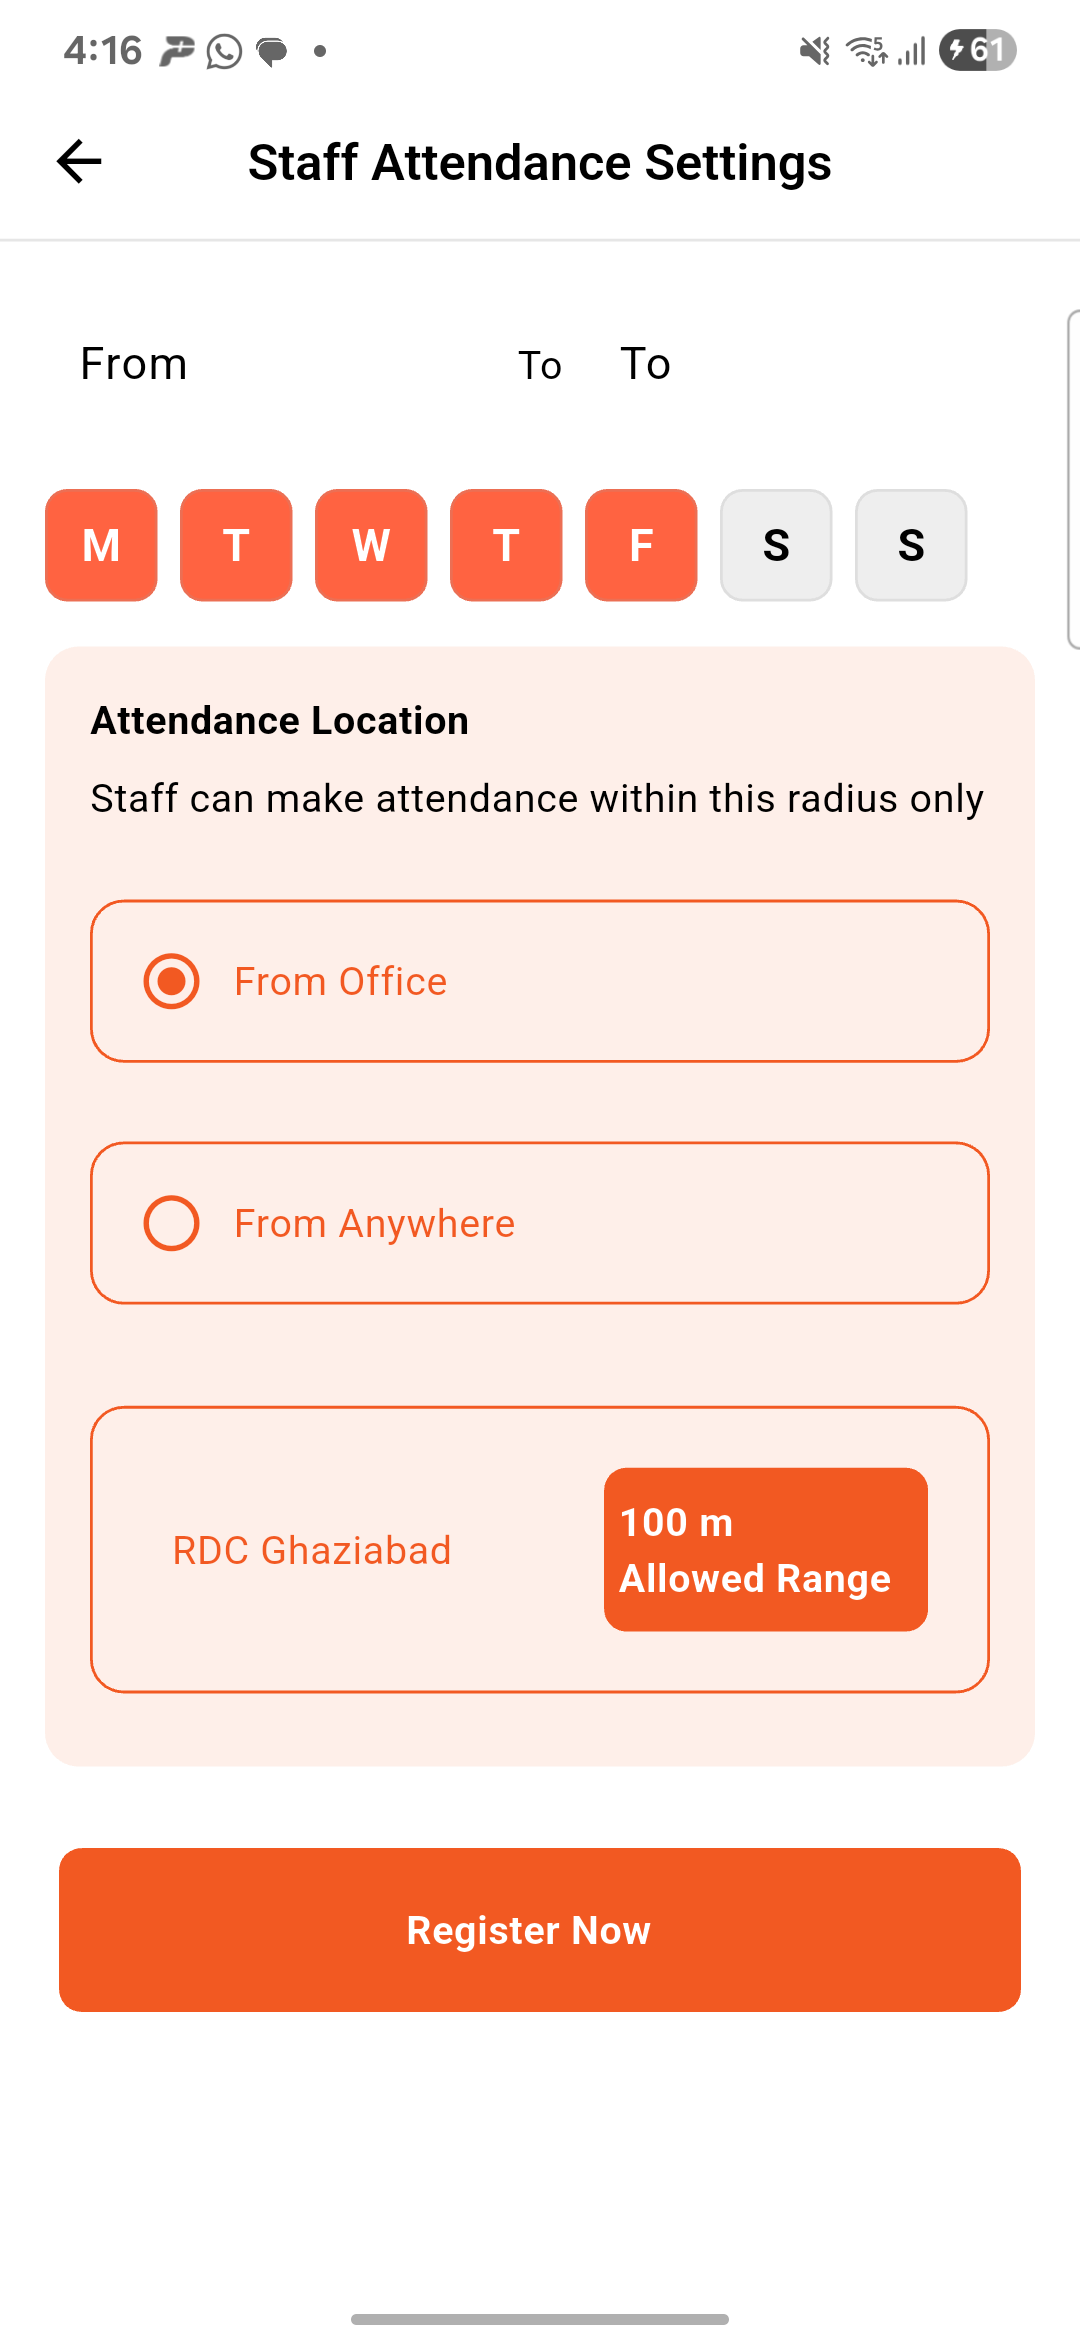 4:16 61
Staff Attendance Settings
From To To
M T W T F S S
Attendance Location
Staff can make attendance within this radius only
From Office
From Anywhere
RDC Ghaziabad
100 m
Allowed Range
Register Now